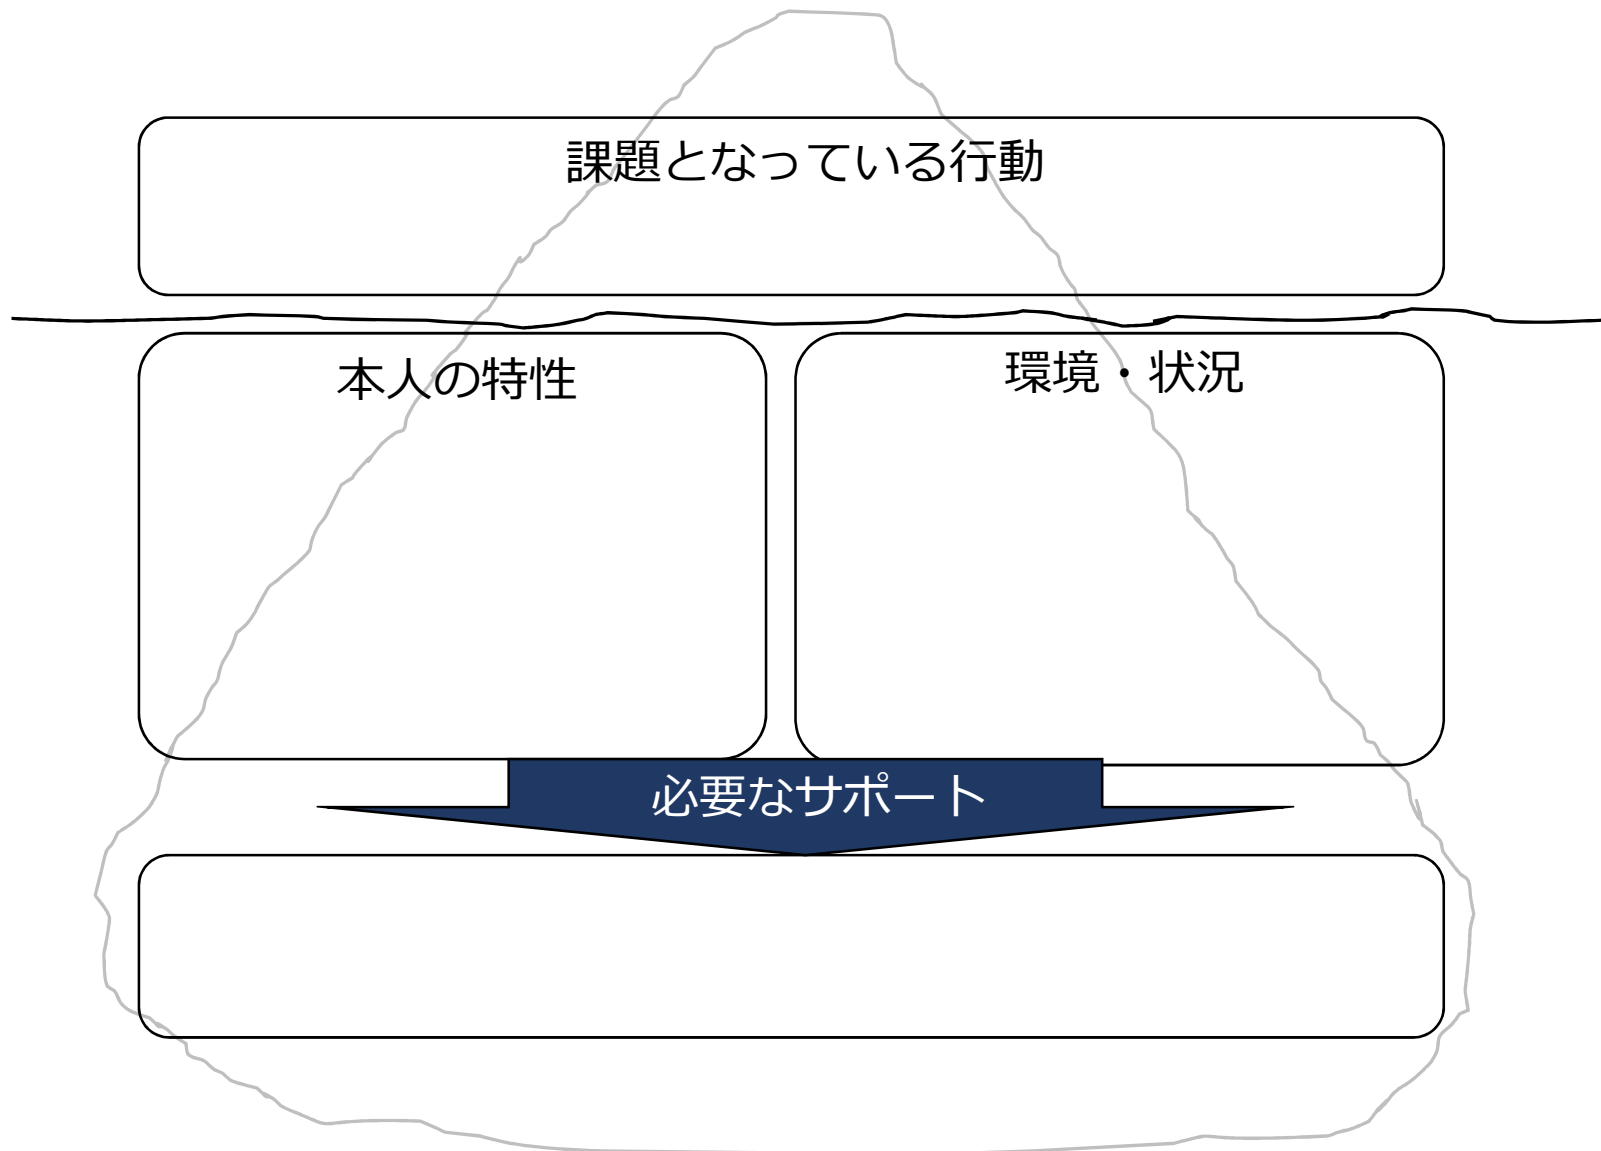 課題となっている行動
本人の特性
環境・状況
必要なサポート